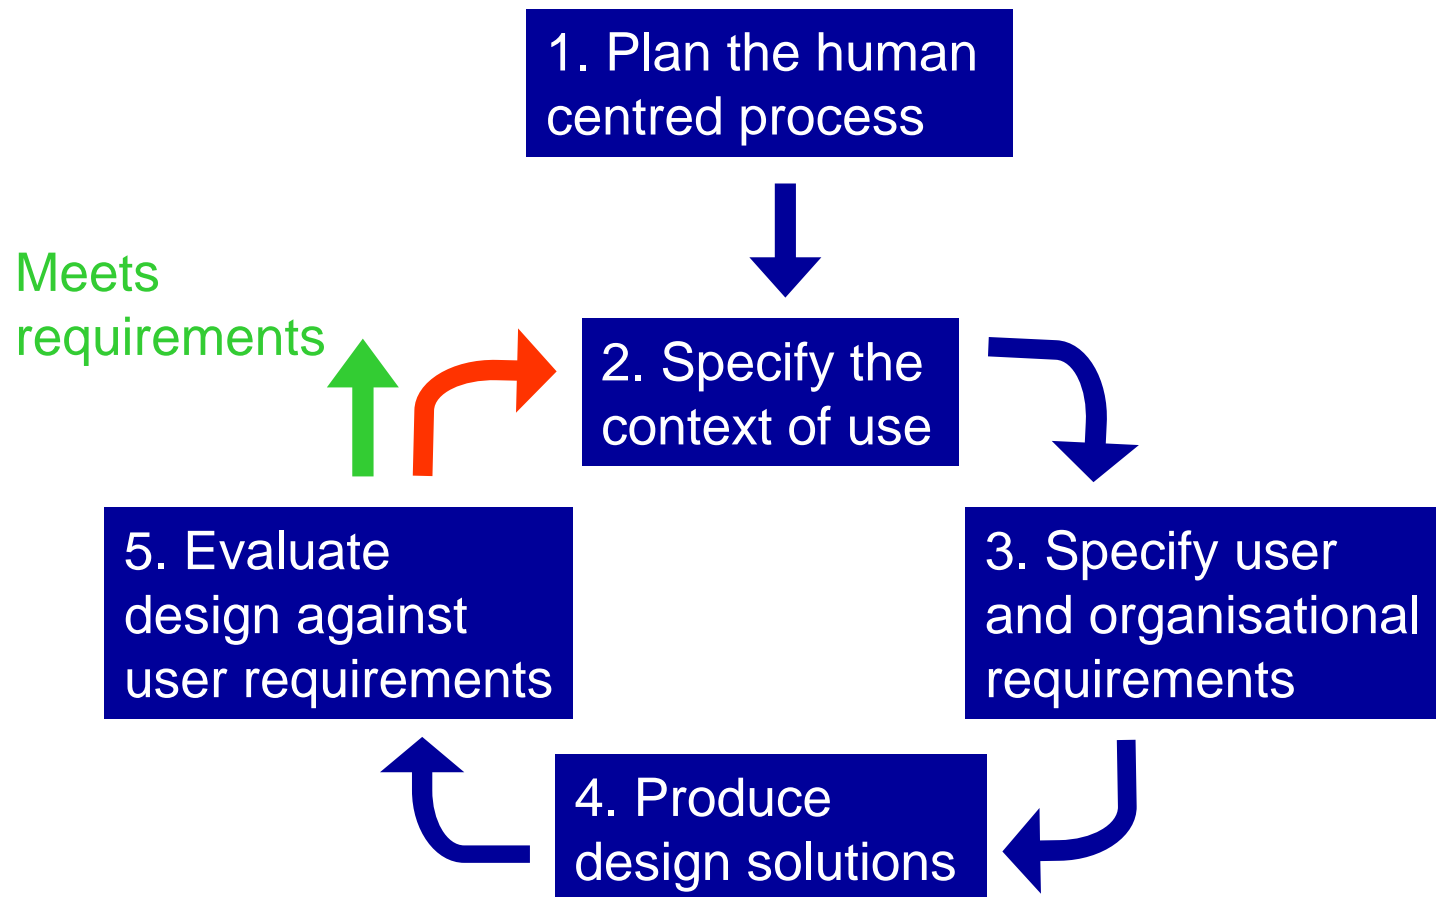 1. Plan the human
centred process
Meets
requirements
2. Specify the
context of use
3. Specify user
and organisational
requirements
4. Produce
design solutions
5. Evaluate
design against
user requirements